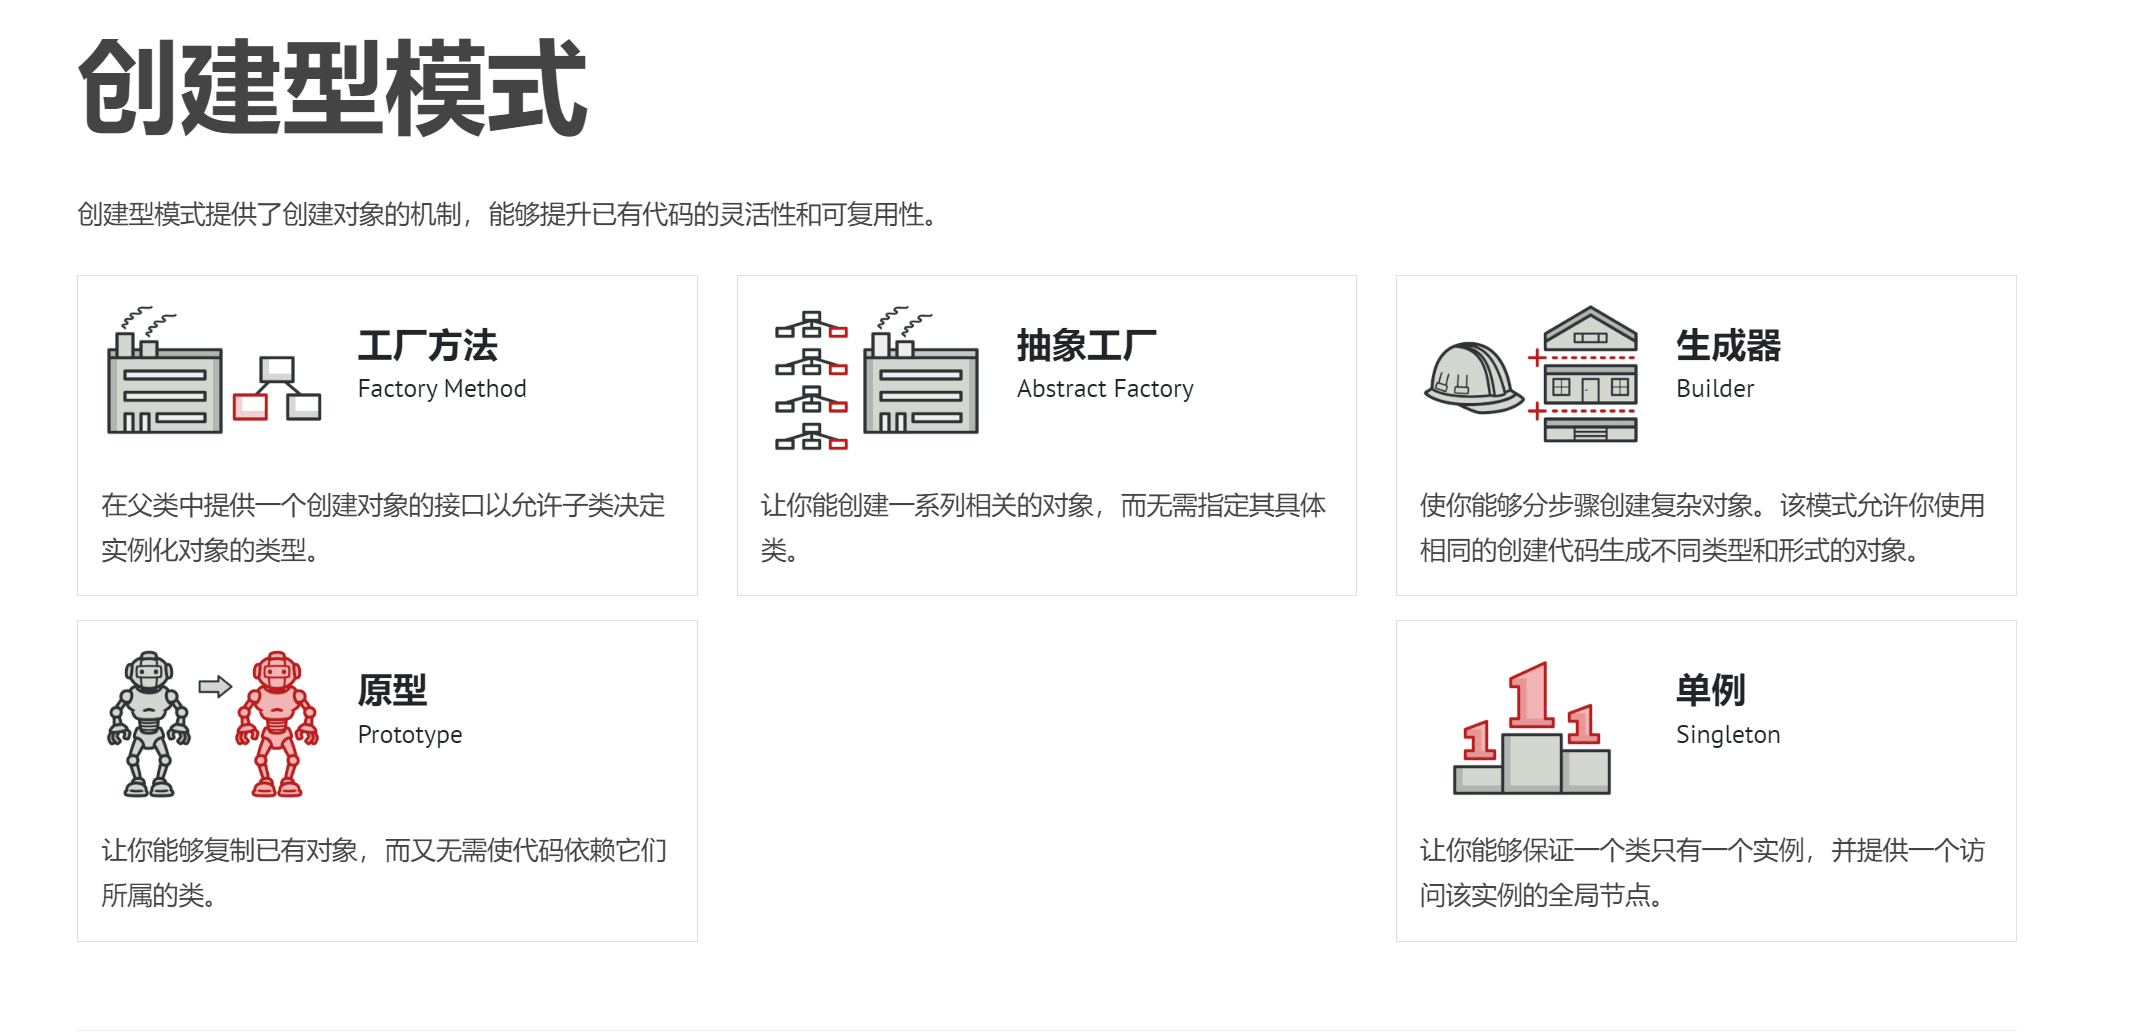 创建型模式
创建型模式提供了创建对象的机制，能够提升已有代码的灵活性和可复用性。
工厂方法
Factory Method
在父类中提供一个创建对象的接口以允许子类决定
实例化对象的类型。
抽象工厂
Abstract Factory
让你能创建一系列相关的对象，而无需指定其具体
类。
生成器
Builder
使你能够分步骤创建复杂对象。该模式允许你使用
相同的创建代码生成不同类型和形式的对象。
原型
Prototype
让你能够复制已有对象，而又无需使代码依赖它们
所属的类。
1
1
1
单例
Singleton
让你能够保证一个类只有一个实例，并提供一个访
问该实例的全局节点。